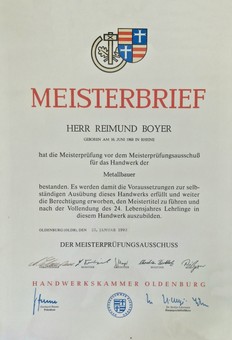 MEISTERBRIEF
HERR REIMUND BOYER
hat die Meisterprüfung vor dem Meisterprüfungsausschuß
für das Handwerk der
Metallbauer
bestanden. Es werden damit die Voraussetzungen zur selb-
ständigen Ausübung dieses Handwerks erfüllt und weiter
die Berechtigung erworben, den Meistertitel zu führen und
nach der Vollendung des 24. Lebensjahres Lehrlinge in
diesem Handwerk auszubilden.
DER MEISTERPRÜFUNGSAUSSCHUSS
HANDWERKSKAMMER OLDENBURG